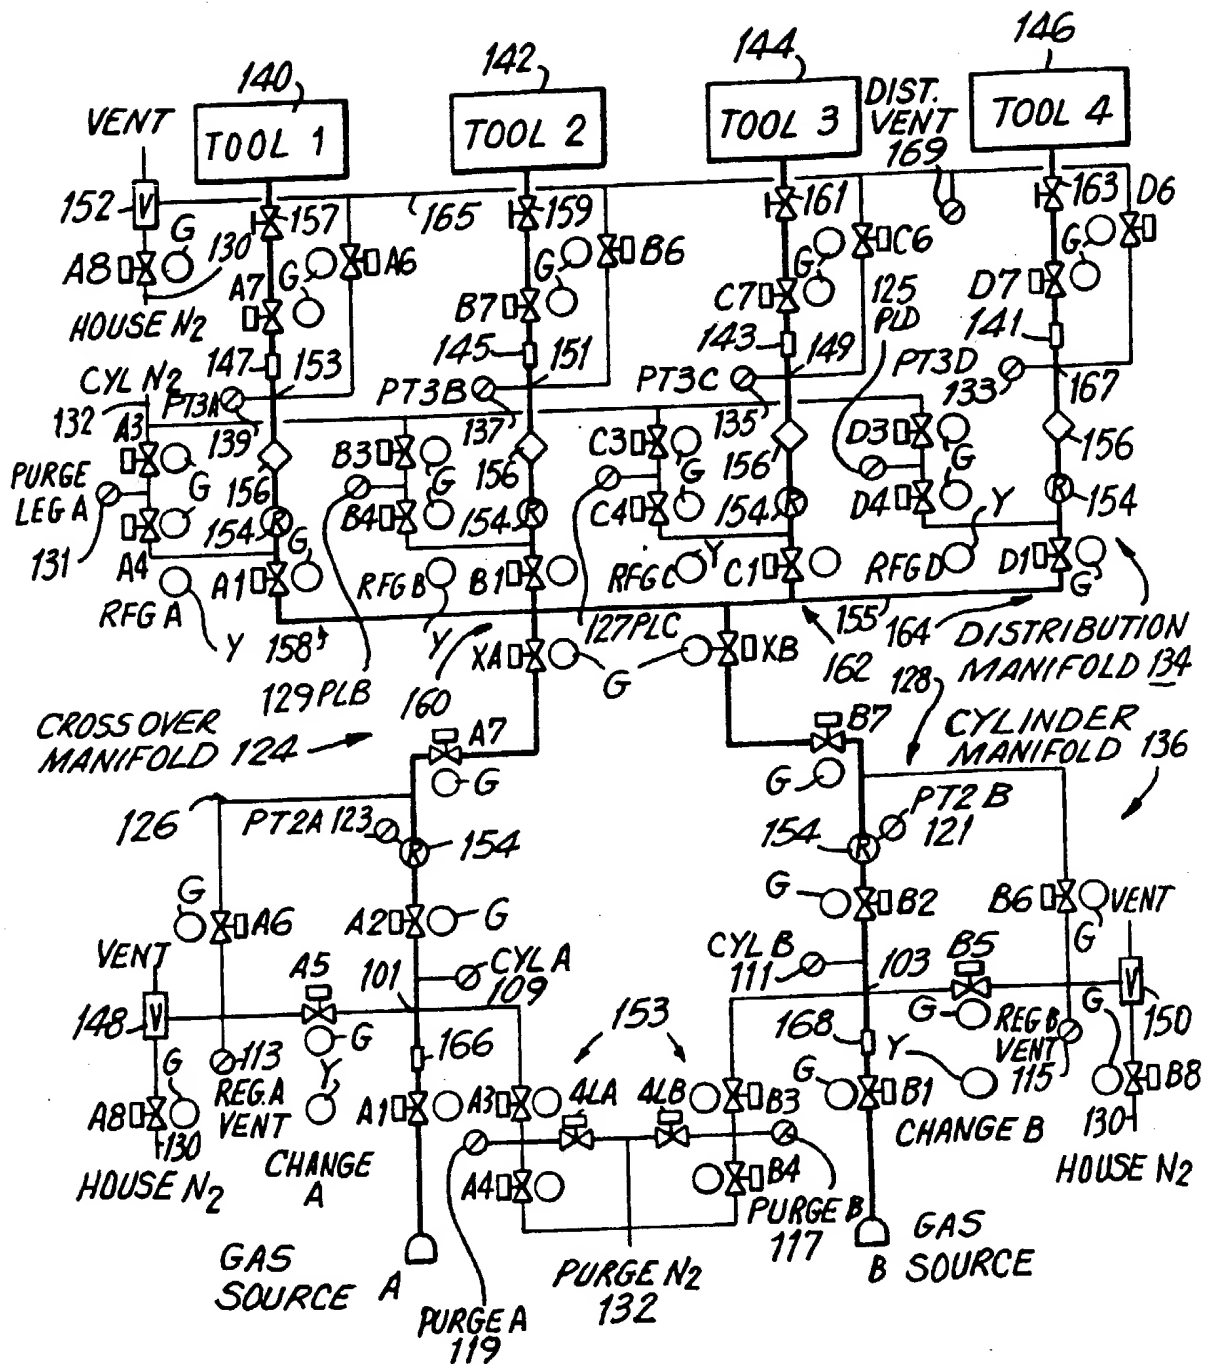 140
142
144
146
VENT
TOOL 1
TOOL 2
TOOL 3
DIST.
VENT
169
TOOL 4
152
V
G
130
157
165
159
161
163
D6
A8
HOUSE N2
A7
G
A6
G
B6
B7
G
C6
C7
125
PLD
G
D7
147
153
145
151
143
149
141
CYL N2
132
PT3A
139
PT3B
137
PT3C
135
PT3D
133
167
A3
G
156
B3
G
156
C3
G
156
D3
G
156
PURGE
LEG A
131
A4
154
R
G
B4
154
R
C4
154
R
D4
Y
R
154
RFG A
Y
A1
RFG B
Y
B1
RFG C
Y
C1
RFG D
D1
G
158
129 PLB
160
127 PLC
155
162
164
DISTRIBUTION
MANIFOLD 134
XA
G
XB
128
CROSS OVER
MANIFOLD 124
A7
G
B7
G
CYLINDER
MANIFOLD
136
126
PT2A 123
R
154
154
R
PT2 B
121
G
A6
A2
G
G
B2
B6
G
VENT
VENT
A5
101
CYL A
109
CYL B
111
103
B5
148
V
G
153
G
REG B
VENT
115
G
V
150
G
113
REG.A
VENT
Y
166
168
Y
A8
130
HOUSE N2
CHANGE
A
A1
A3
4LA
4LB
B3
G
B1
CHANGE B
B8
130
HOUSE N2
A4
B4
PURGE B
117
GAS
SOURCE A
PURGE A
119
PURGE N2
132
B
GAS
SOURCE